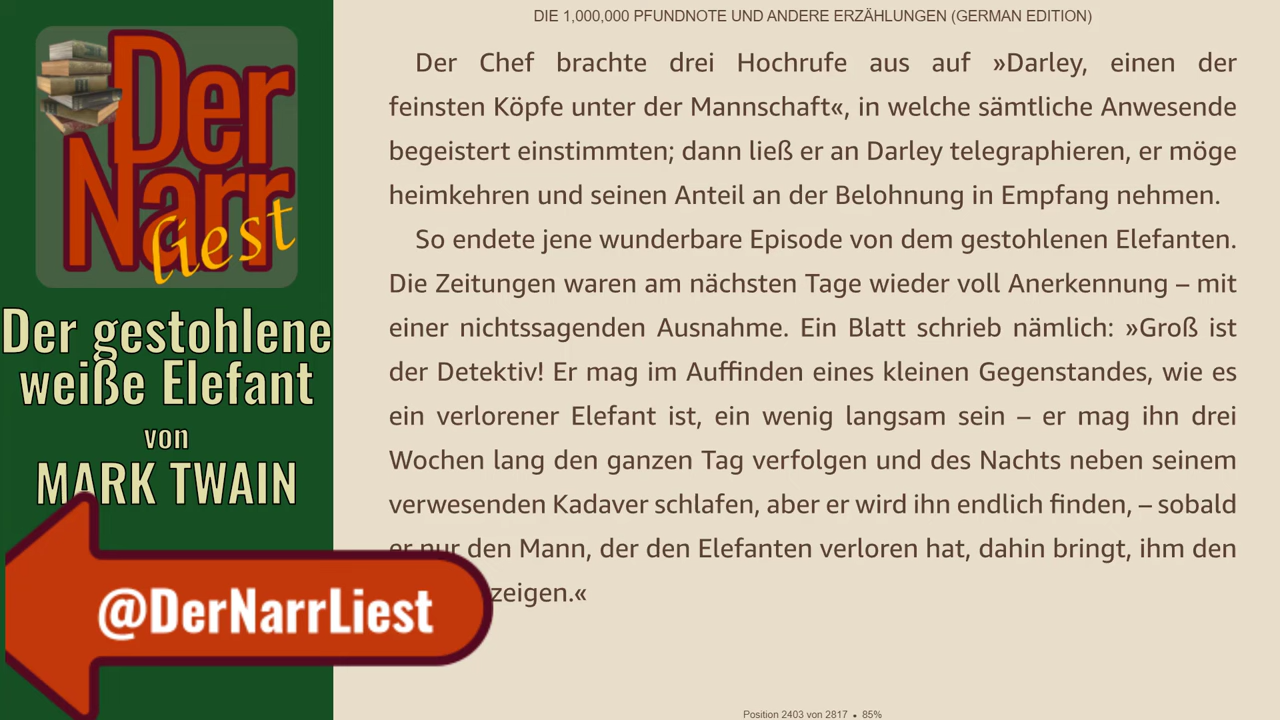 Der
Narr
liest
Der gestohlene
weiße Elefant
von
MARK TWAIN
@DerNarrLiest
DIE 1,000,000 PFUNDNOTE UND ANDERE ERZÄHLUNGEN (GERMAN EDITION)
Der Chef brachte drei Hochrufe aus auf »Darley, einen der
feinsten Köpfe unter der Mannschaft«, in welche sämtliche Anwesende
begeistert einstimmten; dann ließ er an Darley telegraphieren, er möge
heimkehren und seinen Anteil an der Belohnung in Empfang nehmen.
So endete jene wunderbare Episode von dem gestohlenen Elefanten.
Die Zeitungen waren am nächsten Tage wieder voll Anerkennung – mit
einer nichtssagenden Ausnahme. Ein Blatt schrieb nämlich: »Groß ist
der Detektiv! Er mag im Auffinden eines kleinen Gegenstandes, wie es
ein verlorener Elefant ist, ein wenig langsam sein – er mag ihn drei
Wochen lang den ganzen Tag verfolgen und des Nachts neben seinem
verwesenden Kadaver schlafen, aber er wird ihn endlich finden, – sobald
er nur den Mann, der den Elefanten verloren hat, dahin bringt, ihm den
zeigen.«
Position 2403 von 2817 • 85%